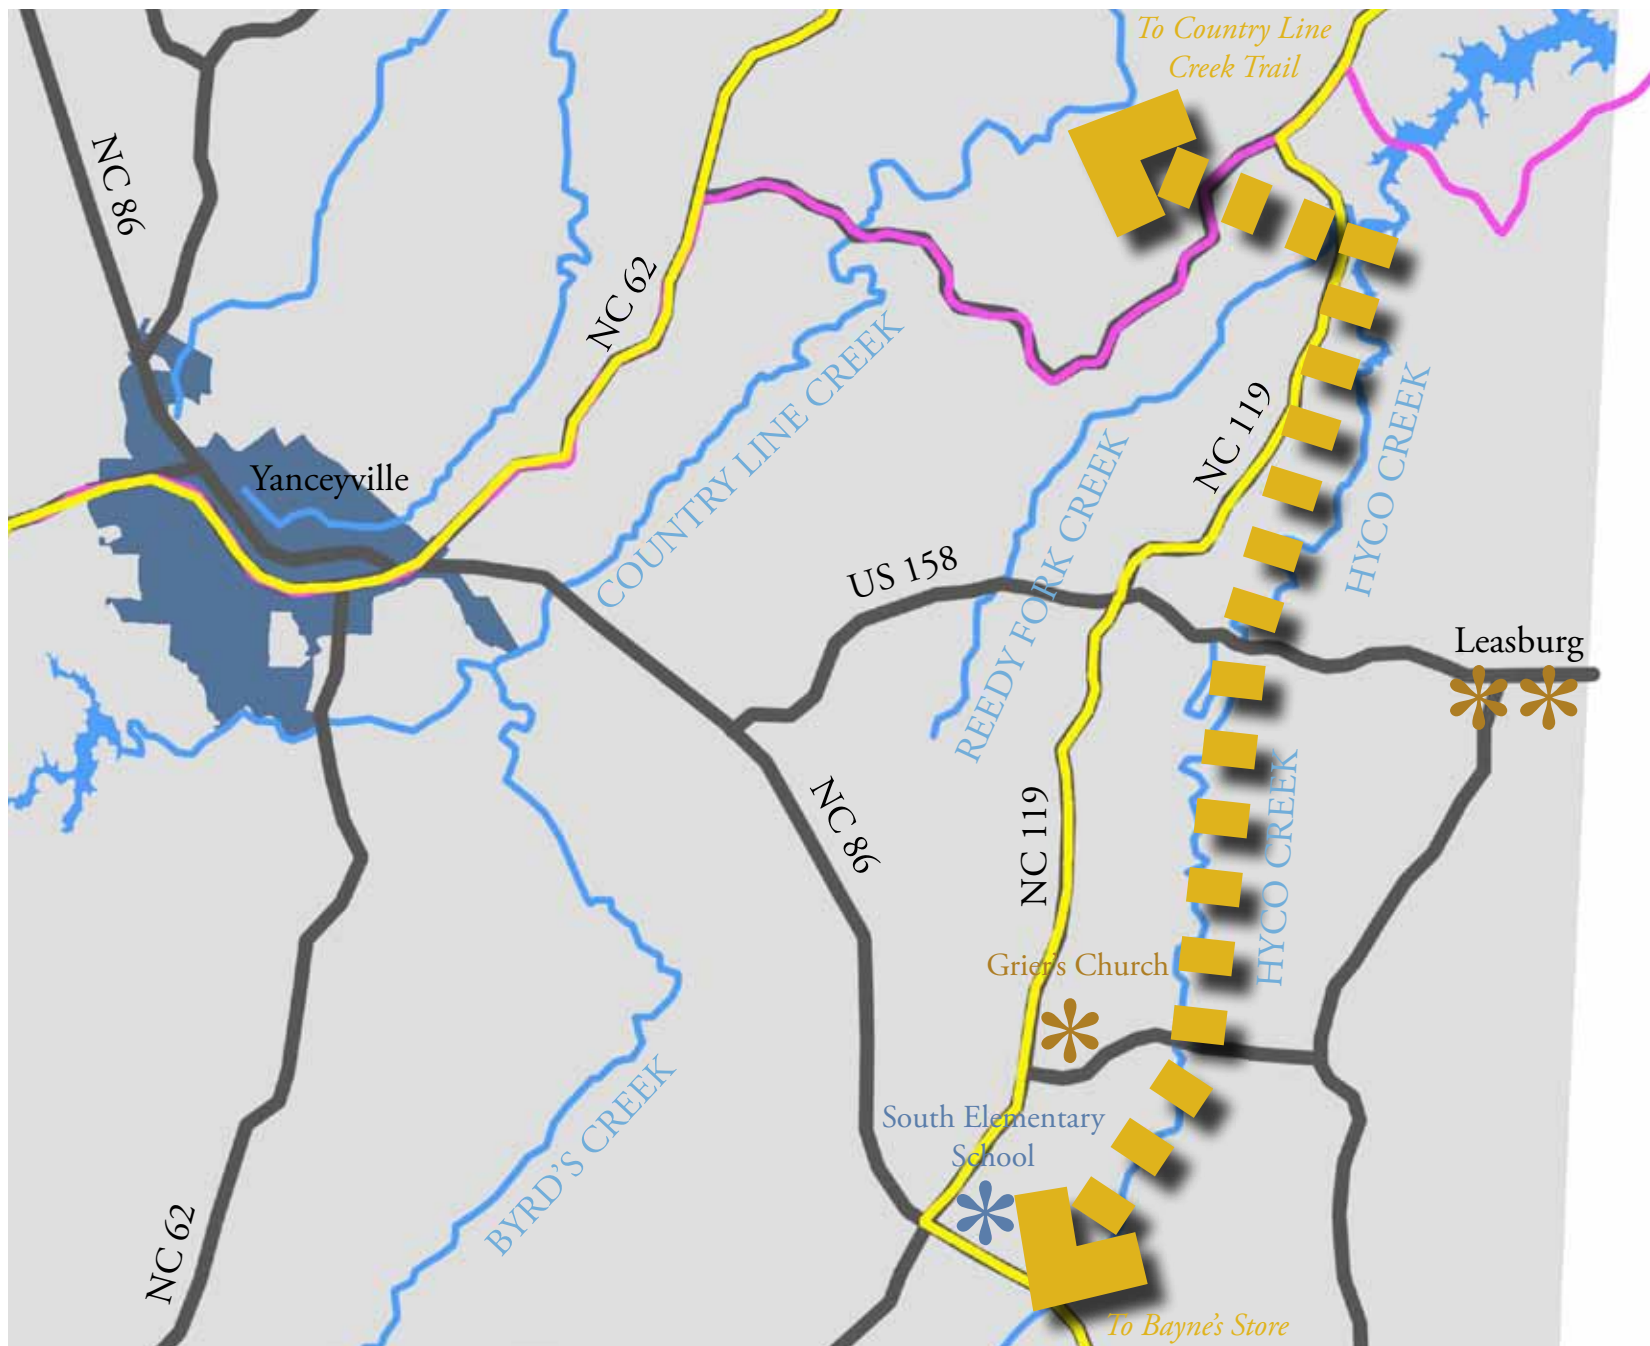 To Country Line
Creek Trail
NC 86
NC 62
COUNTRY LINE CREEK
HYCO CREEK
NC 119
Yanceyville
REEDY FORK CREEK
US 158
Leasburg
NC 86
NC 119
HYCO CREEK
Grier's Church
BYRD'S CREEK
South Elementary
School
NC 62
To Bayne's Store